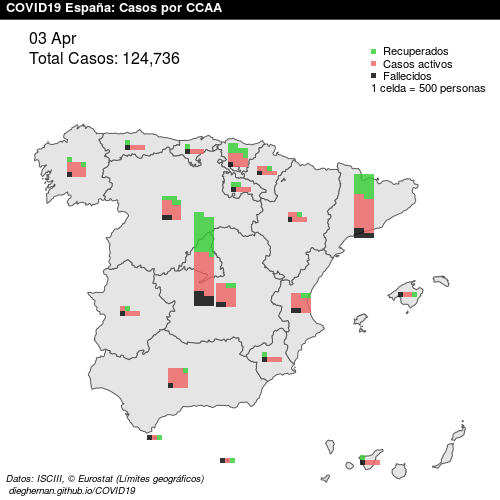 COVID19 España: Casos por CCAA
03 Apr
Total Casos: 124,736
Recuperados
Casos activos
Fallecidos
1 celda = 500 personas
Datos: ISCIII, © Eurostat (Límites geográficos)
dieghernan.github.io/COVID19